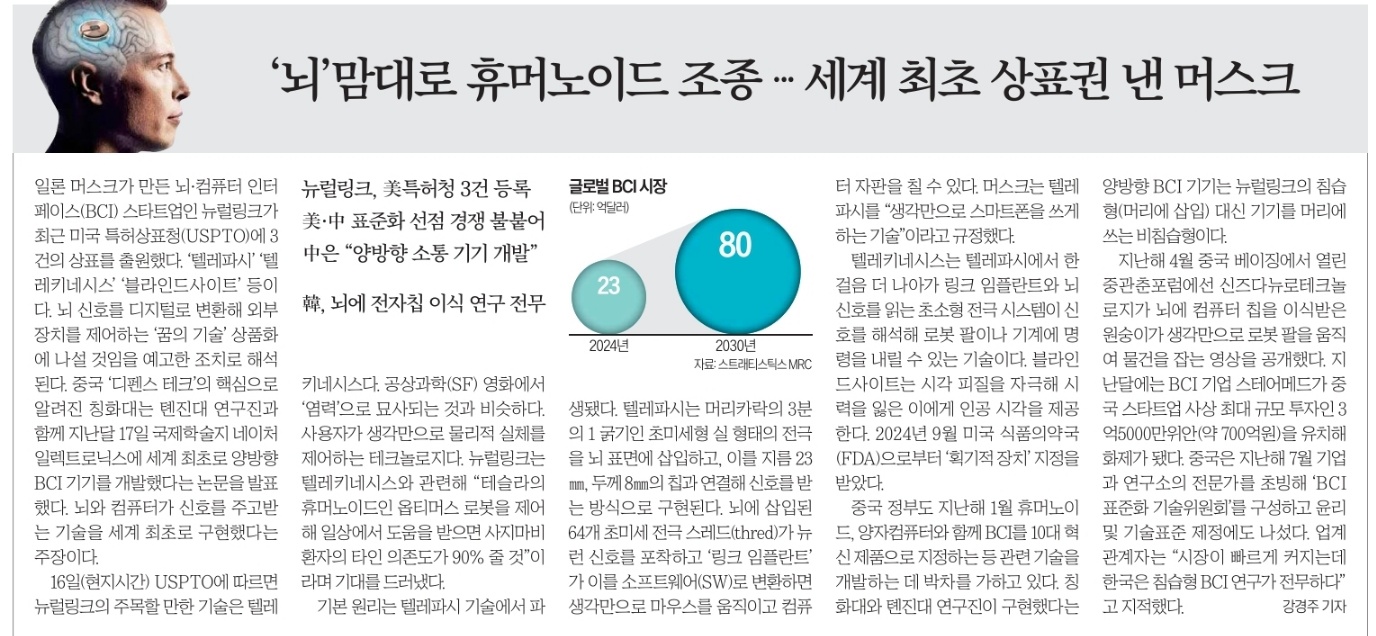 ‘뇌’맘대로 휴머노이드 조종 … 세계 최초 상표권 낸 머스크
일론 머스크가 만든 뇌·컴퓨터 인터
페이스(BCI) 스타트업인 뉴럴링크가
최근 미국 특허상표청(USPTO)에 3
건의 상표를 출원했다. ‘텔레파시’ ‘텔
레키네시스’ ‘블라인드사이트’ 등이
다. 뇌 신호를 디지털로 변환해 외부
장치를 제어하는 ‘꿈의 기술’ 상품화
에 나설 것임을 예고한 조치로 해석
된다. 중국 ‘디펜스 테크’의 핵심으로
알려진 칭화대는 톈진대 연구진과
함께 지난달 17일 국제학술지 네이처
일렉트로닉스에 세계 최초로 양방향
BCI 기기를 개발했다는 논문을 발표
했다. 뇌와 컴퓨터가 신호를 주고받
는 기술을 세계 최초로 구현했다는
주장이다.
16일(현지시간) USPTO에 따르면
뉴럴링크의 주목할 만한 기술은 텔레
뉴럴링크, 美특허청 3건 등록
美·中 표준화 선점 경쟁 불붙어
中은 “양방향 소통 기기 개발”
韓, 뇌에 전자칩 이식 연구 전무
키네시스다. 공상과학(SF) 영화에서
‘염력’으로 묘사되는 것과 비슷하다.
사용자가 생각만으로 물리적 실체를
제어하는 테크놀로지다. 뉴럴링크는
텔레키네시스와 관련해 “테슬라의
휴머노이드인 옵티머스 로봇을 제어
해 일상에서 도움을 받으면 사지마비
환자의 타인 의존도가 90% 줄 것”이
라며 기대를 드러냈다.
기본 원리는 텔레파시 기술에서 파
글로벌 BCI 시장
(단위: 억달러)
23
80
2024년
2030년
자료: 스트래티스틱스 MRC
생됐다. 텔레파시는 머리카락의 3분
의 1 굵기인 초미세형 실 형태의 전극
을 뇌 표면에 삽입하고, 이를 지름 23
㎜, 두께 8㎜의 칩과 연결해 신호를 받
는 방식으로 구현된다. 뇌에 삽입된
64개 초미세 전극 스레드(thred)가 뉴
런 신호를 포착하고 ‘링크 임플란트’
가 이를 소프트웨어(SW)로 변환하면
생각만으로 마우스를 움직이고 컴퓨
터 자판을 칠 수 있다. 머스크는 텔레
파시를 “생각만으로 스마트폰을 쓰게
하는 기술”이라고 규정했다.
텔레키네시스는 텔레파시에서 한
걸음 더 나아가 링크 임플란트와 뇌
신호를 읽는 초소형 전극 시스템이 신
호를 해석해 로봇 팔이나 기계에 명
령을 내릴 수 있는 기술이다. 블라인
드사이트는 시각 피질을 자극해 시
력을 잃은 이에게 인공 시각을 제공
한다. 2024년 9월 미국 식품의약국
(FDA)으로부터 ‘획기적 장치’ 지정을
받았다.
중국 정부도 지난해 1월 휴머노이
드, 양자컴퓨터와 함께 BCI를 10대 혁
신 제품으로 지정하는 등 관련 기술을
개발하는 데 박차를 가하고 있다. 칭
화대와 톈진대 연구진이 구현했다는
양방향 BCI 기기는 뉴럴링크의 침습
형(머리에 삽입) 대신 기기를 머리에
쓰는 비침습형이다.
지난해 4월 중국 베이징에서 열린
중관춘포럼에선 신즈다뉴로테크놀
로지가 뇌에 컴퓨터 칩을 이식받은
원숭이가 생각만으로 로봇 팔을 움직
여 물건을 잡는 영상을 공개했다. 지
난달에는 BCI 기업 스테어메드가 중
국 스타트업 사상 최대 규모 투자인 3
억5000만위안(약 700억원)을 유치해
화제가 됐다. 중국은 지난해 7월 기업
과 연구소의 전문가를 초빙해 ‘BCI
표준화 기술위원회’를 구성하고 윤리
및 기술표준 제정에도 나섰다. 업계
관계자는 “시장이 빠르게 커지는데
한국은 침습형 BCI 연구가 전무하다”
고 지적했다. 강경주 기자